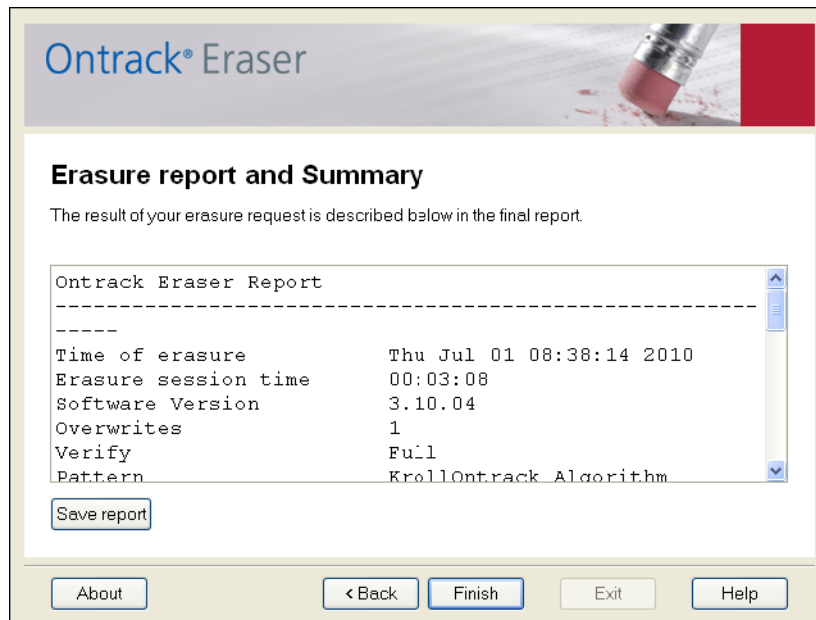 Ontrack® Eraser
Erasure report and Summary
The result of your erasure request is described below in the final report.
Ontrack Eraser Report
-------------------------------------------------------
-----
Time of erasure Thu Jul 01 08:38:14 2010
Erasure session time 00:03:08
Software Version 3.10.04
Overwrites 1
Verify Full
Pattern KrollOntrack Algorithm
Save report
About < Back Finish Exit Help